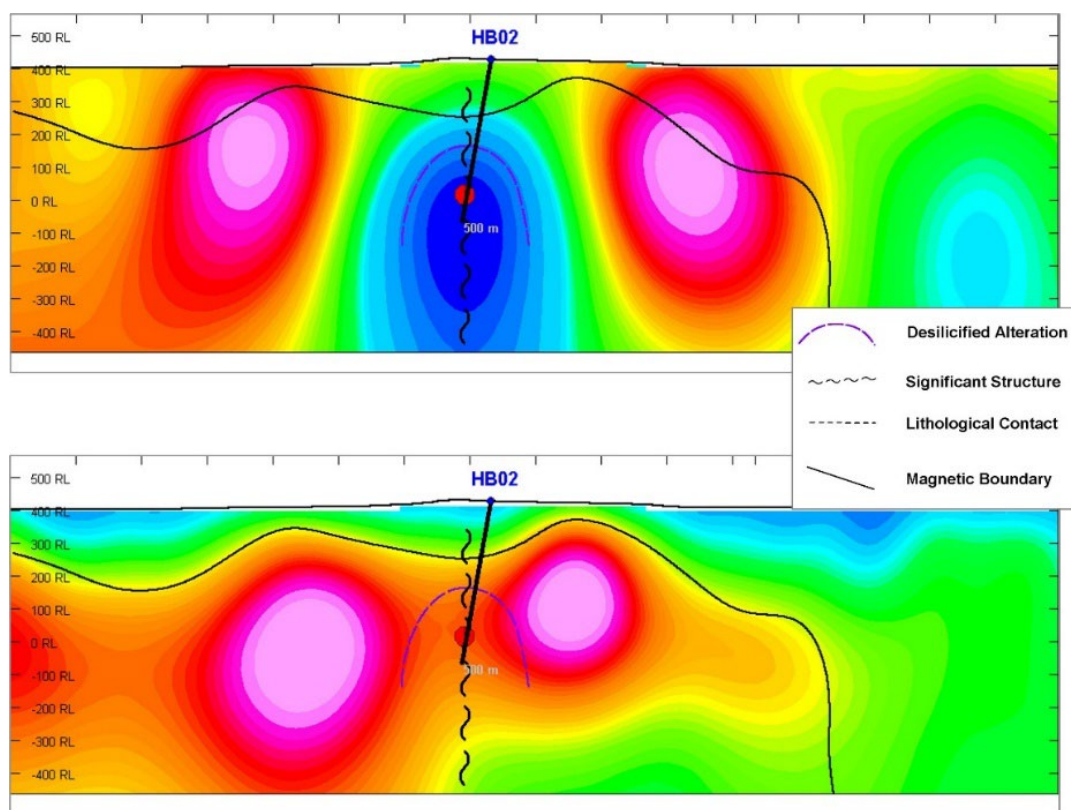 HB02
500 RL
400 RL
300 RL
200 RL
100 RL
0 RL
-100 RL
-200 RL
-300 RL
-400 RL
500 m
Desilicified Alteration
Significant Structure
Lithological Contact
Magnetic Boundary
HB02
500 RL
400 RL
300 RL
200 RL
100 RL
0 RL
-100 RL
-200 RL
-300 RL
-400 RL
500 m